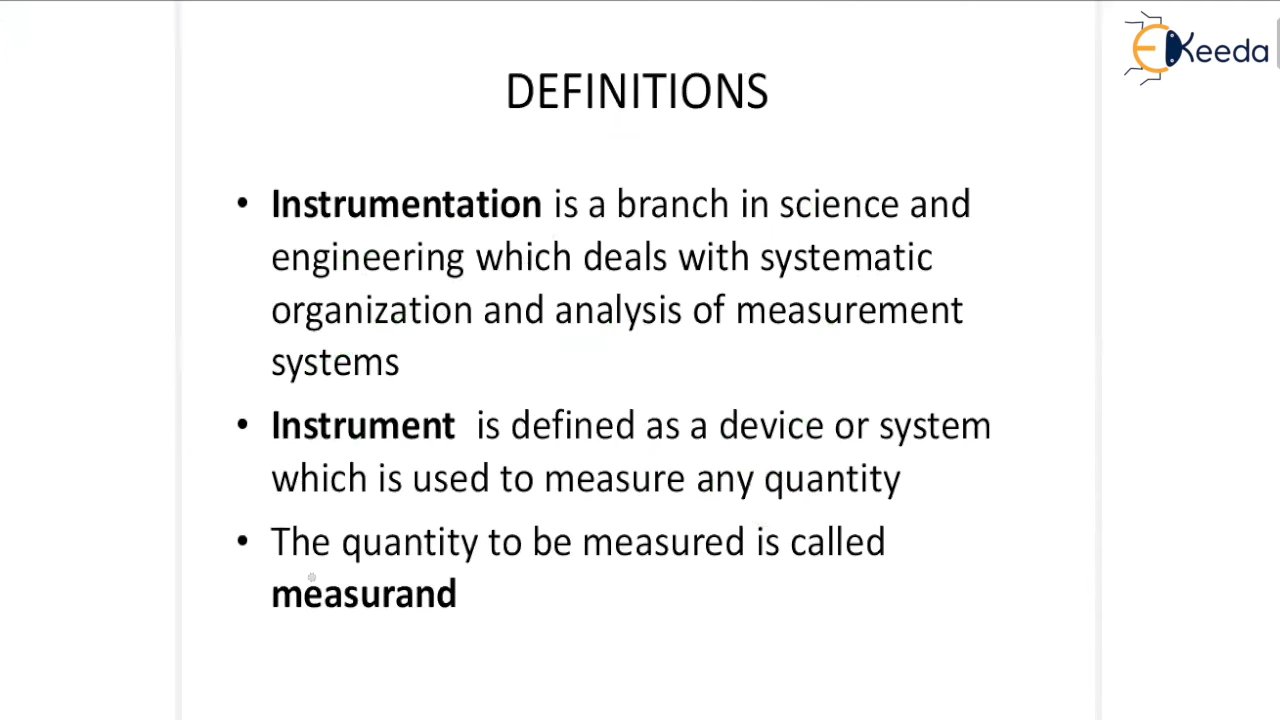 EKeeda
DEFINITIONS
• Instrumentation is a branch in science and
engineering which deals with systematic
organization and analysis of measurement
systems
• Instrument is defined as a device or system
which is used to measure any quantity
• The quantity to be measured is called
measurand